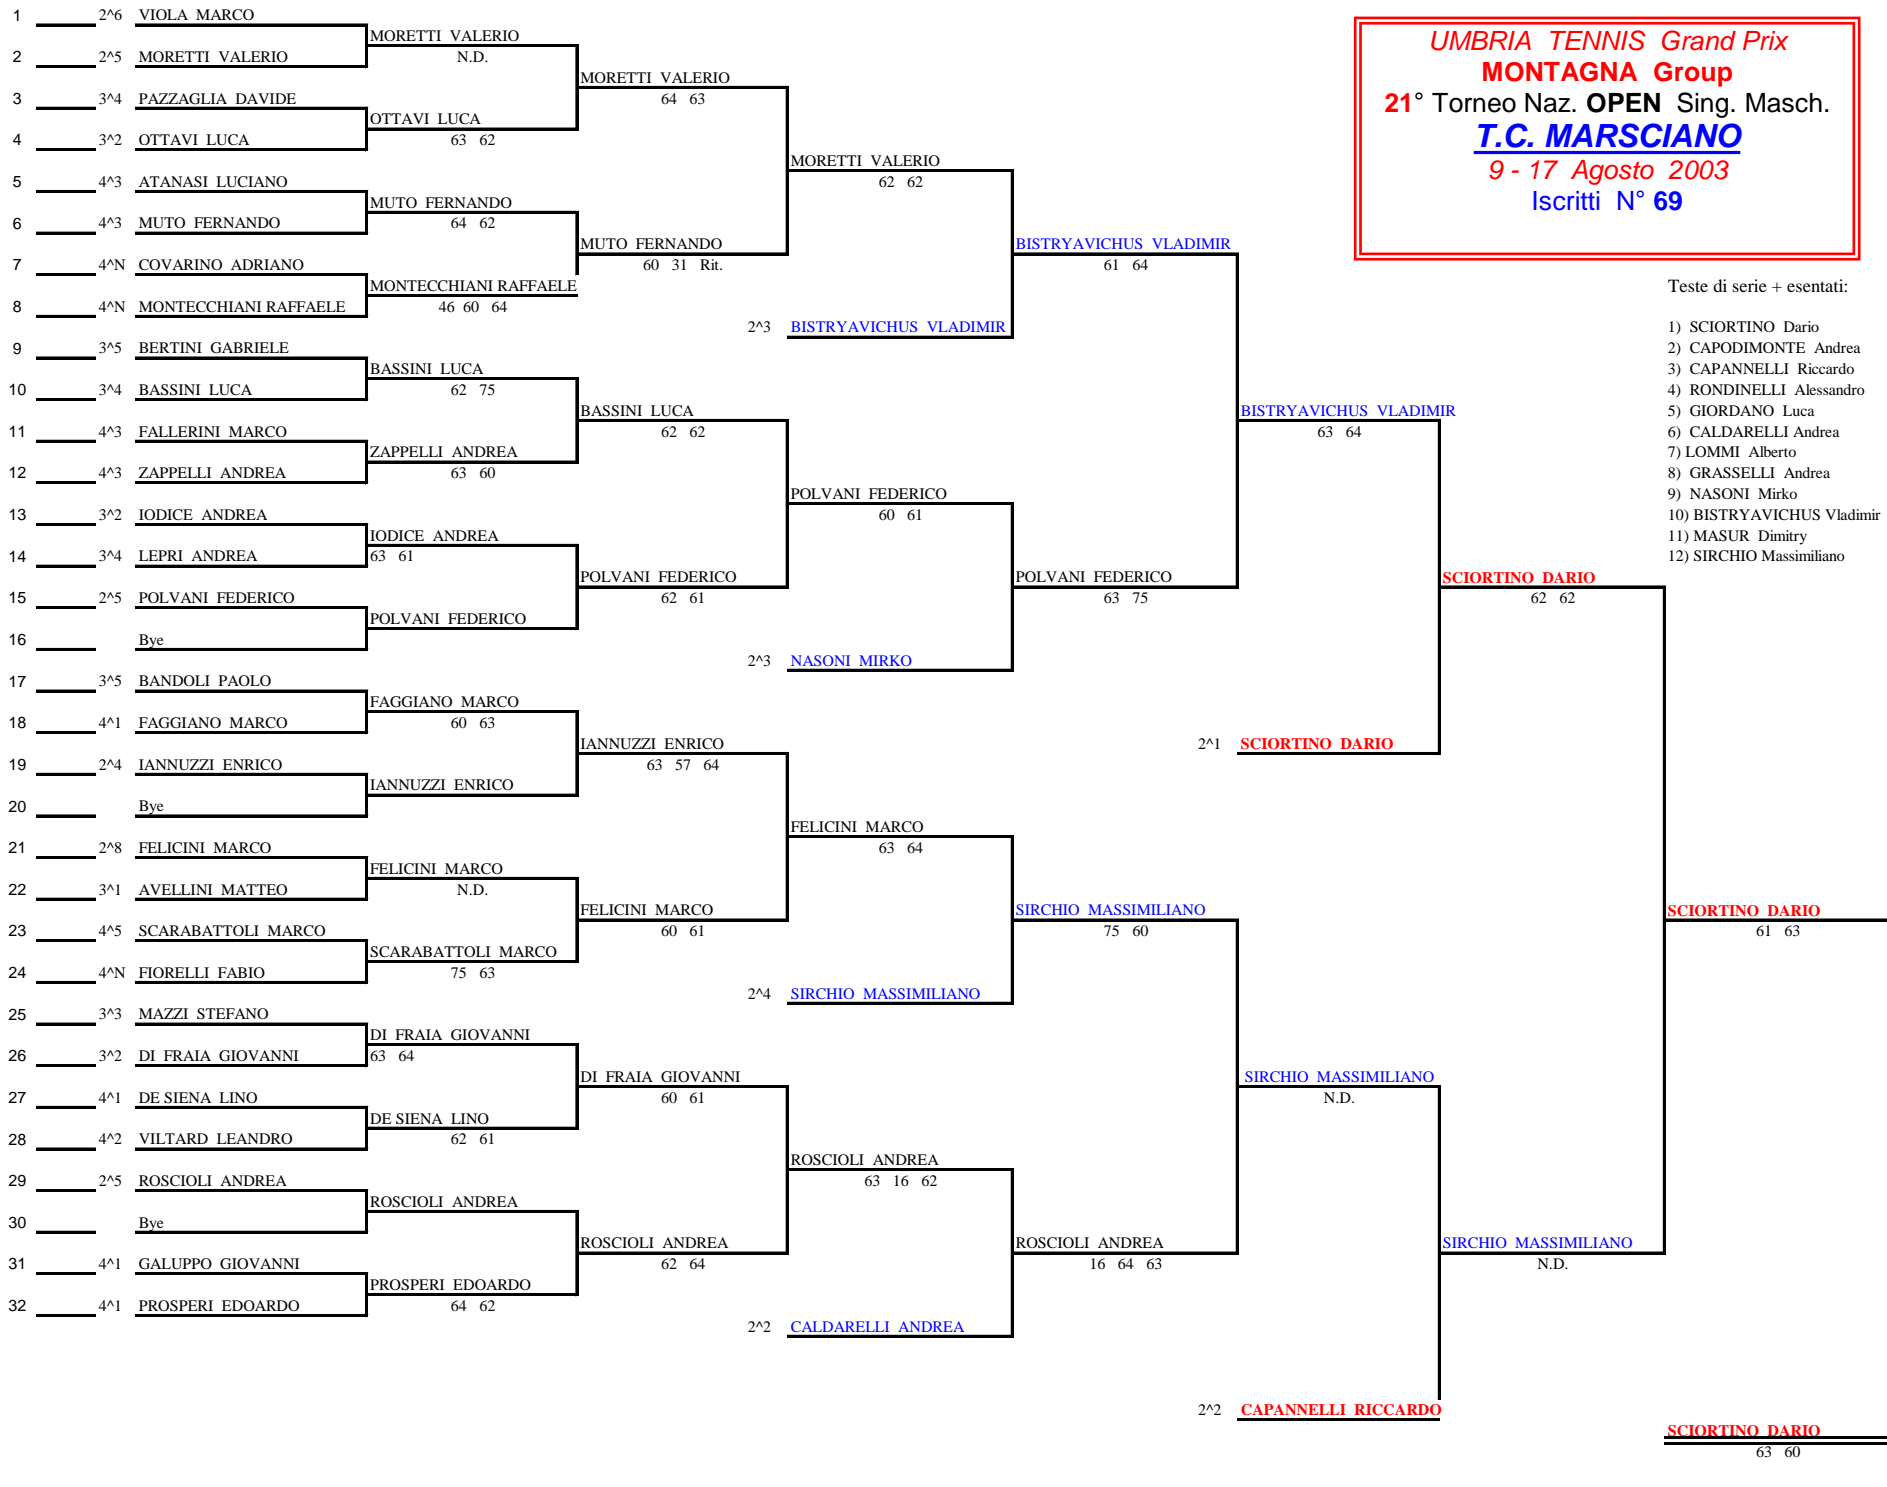 UMBRIA TENNIS Grand Prix
MONTAGNA Group
21° Torneo Naz. OPEN Sing. Masch.
T.C. MARSCIANO
9 - 17 Agosto 2003
Iscritti N° 69
Teste di serie + esentati:
1) SCIORTINO Dario
2) CAPODIMONTE Andrea
3) CAPANNELLI Riccardo
4) RONDINELLI Alessandro
5) GIORDANO Luca
6) CALDARELLI Andrea
7) LOMMI Alberto
8) GRASSELLI Andrea
9) NASONI Mirko
10) BISTRYAVICHUS Vladimir
11) MASUR Dimitry
12) SIRCHIO Massimiliano
1 2^6 VIOLA MARCO
2 2^5 MORETTI VALERIO
3 3^4 PAZZAGLIA DAVIDE
4 3^2 OTTAVI LUCA
5 4^3 ATANASI LUCIANO
6 4^3 MUTO FERNANDO
7 4^N COVARINO ADRIANO
8 4^N MONTECCHIANI RAFFAELE
9 3^5 BERTINI GABRIELE
10 3^4 BASSINI LUCA
11 4^3 FALLERINI MARCO
12 4^3 ZAPPELLI ANDREA
13 3^2 IODICE ANDREA
14 3^4 LEPRI ANDREA
15 2^5 POLVANI FEDERICO
16 Bye
17 3^5 BANDOLI PAOLO
18 4^1 FAGGIANO MARCO
19 2^4 IANNUZZI ENRICO
20 Bye
21 2^8 FELICINI MARCO
22 3^1 AVELLINI MATTEO
23 4^5 SCARABATTOLI MARCO
24 4^N FIORELLI FABIO
25 3^3 MAZZI STEFANO
26 3^2 DI FRAIA GIOVANNI
27 4^1 DE SIENA LINO
28 4^2 VILTARD LEANDRO
29 2^5 ROSCIOLI ANDREA
30 Bye
31 4^1 GALUPPO GIOVANNI
32 4^1 PROSPERI EDOARDO
MORETTI VALERIO
N.D.
OTTAVI LUCA
63 62
MUTO FERNANDO
64 62
MONTECCHIANI RAFFAELE
46 60 64
BASSINI LUCA
62 75
ZAPPELLI ANDREA
63 60
IODICE ANDREA
63 61
POLVANI FEDERICO
FAGGIANO MARCO
60 63
IANNUZZI ENRICO
FELICINI MARCO
N.D.
SCARABATTOLI MARCO
75 63
DI FRAIA GIOVANNI
63 64
DE SIENA LINO
62 61
ROSCIOLI ANDREA
PROSPERI EDOARDO
64 62
MORETTI VALERIO
64 63
MUTO FERNANDO
60 31 Rit.
BASSINI LUCA
62 62
POLVANI FEDERICO
62 61
IANNUZZI ENRICO
63 57 64
FELICINI MARCO
60 61
DI FRAIA GIOVANNI
60 61
ROSCIOLI ANDREA
62 64
MORETTI VALERIO
62 62
2^3 BISTRYAVICHUS VLADIMIR
POLVANI FEDERICO
60 61
2^3 NASONI MIRKO
FELICINI MARCO
63 64
2^4 SIRCHIO MASSIMILIANO
ROSCIOLI ANDREA
63 16 62
2^2 CALDARELLI ANDREA
BISTRYAVICHUS VLADIMIR
61 64
POLVANI FEDERICO
63 75
SIRCHIO MASSIMILIANO
75 60
ROSCIOLI ANDREA
16 64 63
BISTRYAVICHUS VLADIMIR
63 64
2^1 SCIORTINO DARIO
SIRCHIO MASSIMILIANO
N.D.
2^2 CAPANNELLI RICCARDO
SCIORTINO DARIO
62 62
SIRCHIO MASSIMILIANO
N.D.
SCIORTINO DARIO
61 63
SCIORTINO DARIO
63 60